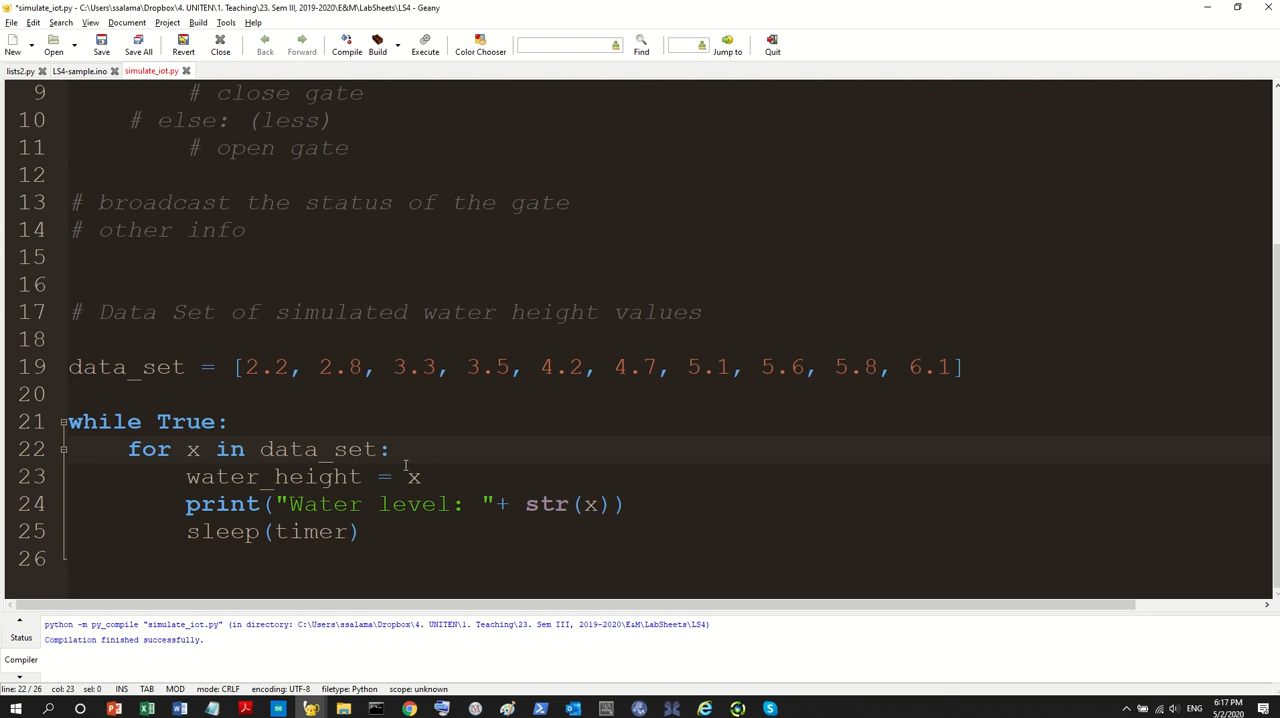 *simulate_iot.py - C:\Users\ssalama\Dropbox\4. UNITEN\1. Teaching\23. Sem III, 2019-2020\E&M\LabSheets\LS4 - Geany
File Edit Search View Document Project Build Tools Help
New Open Save Save All Revert Close Back Forward Compile Build Execute Color Chooser Find Jump to Quit
lists2.py LS4-sample.ino simulate_iot.py
9 # close gate
10 # else: (less)
11 # open gate
12
13 # broadcast the status of the gate
14 # other info
15
16
17 # Data Set of simulated water height values
18
19 data_set = [2.2, 2.8, 3.3, 3.5, 4.2, 4.7, 5.1, 5.6, 5.8, 6.1]
20
21 while True:
22 for x in data_set:
23 water_height = x
24 print("Water level: "+ str(x))
25 sleep(timer)
26
Status
Compiler
python -m py_compile "simulate_iot.py" (in directory: C:\Users\ssalama\Dropbox\4. UNITEN\1. Teaching\23. Sem III, 2019-2020\E&M\LabSheets\LS4)
Compilation finished successfully.
line: 22 / 26 col: 23 sel: 0 INS TAB MOD mode: CRLF encoding: UTF-8 filetype: Python scope: unknown
ENG 6:17 PM
5/2/2020